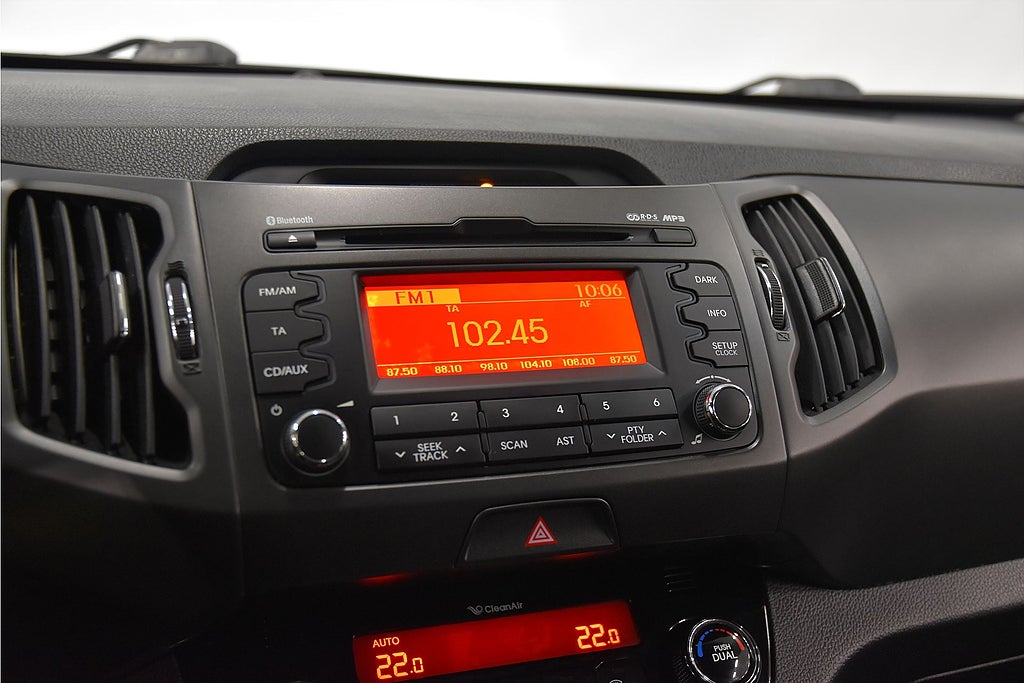 Bluetooth
R·D·S MP3
FM/AM
TA
CD/AUX
FM1 10:06
TA AF
102.45
87.50 88.10 98.10 104.10 108.00 87.50
DARK
INFO
SETUP
CLOCK
1 2 3 4 5 6
SEEK
TRACK
SCAN AST
PTY
FOLDER
CleanAir
AUTO
22.0 22.0
PUSH
DUAL